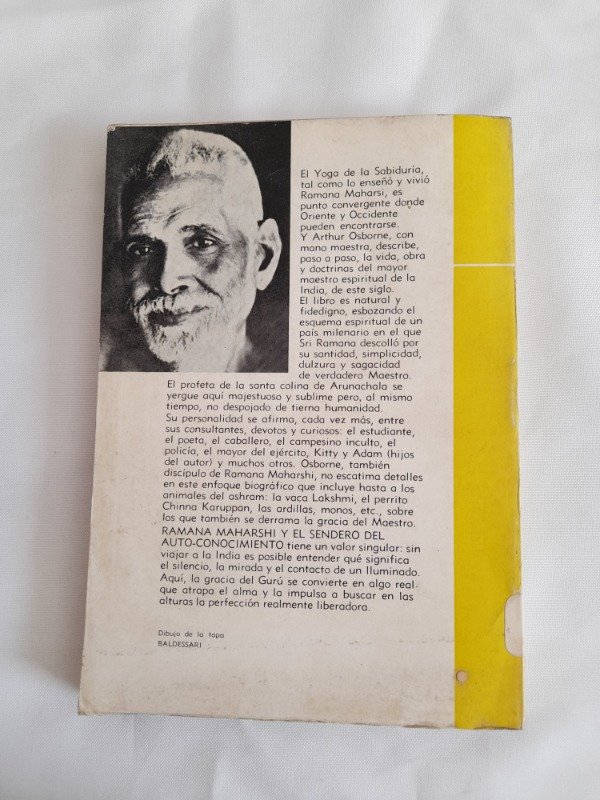 El Yoga de la Sabiduría,
tal como lo enseñó y vivió
Ramana Maharsi, es
punto convergente donde
Oriente y Occidente
pueden encontrarse.
Y Arthur Osborne, con
mano maestra, describe,
paso a paso, la vida, obra
y doctrinas del mayor
maestro espiritual de la
India, de este siglo.
El libro es natural y
fidedigno, esbozando el
esquema espiritual de un
país milenario en el que
Sri Ramana descolló por
su santidad, simplicidad,
dulzura y sagacidad
de verdadero Maestro.
El profeta de la santa colina de Arunachala se
yergue aquí majestuoso y sublime pero, al mismo
tiempo, no despojado de tierna humanidad.
Su personalidad se afirma, cada vez más, entre
sus consultantes, devotos y curiosos: el estudiante,
el poeta, el caballero, el campesino inculto, el
policía, el mayor del ejército, Kitty y Adam (hijos
del autor) y muchos otros. Osborne, también
discípulo de Ramana Maharshi, no escatima detalles
en este enfoque biográfico que incluye hasta a los
animales del ashram: la vaca Lakshmi, el perrito
Chinna Karuppan, las ardillas, monos, etc., sobre
los que también se derrama la gracia del Maestro.
RAMANA MAHARSHI Y EL SENDERO DEL
AUTO-CONOCIMIENTO tiene un valor singular: sin
viajar a la India es posible entender qué significa
el silencio, la mirada y el contacto de un Iluminado.
Aquí, la gracia del Gurú se convierte en algo real
que atrapa el alma y la impulsa a buscar en las
alturas la perfección realmente liberadora.
Dibujo de la tapa
BALDESSARI